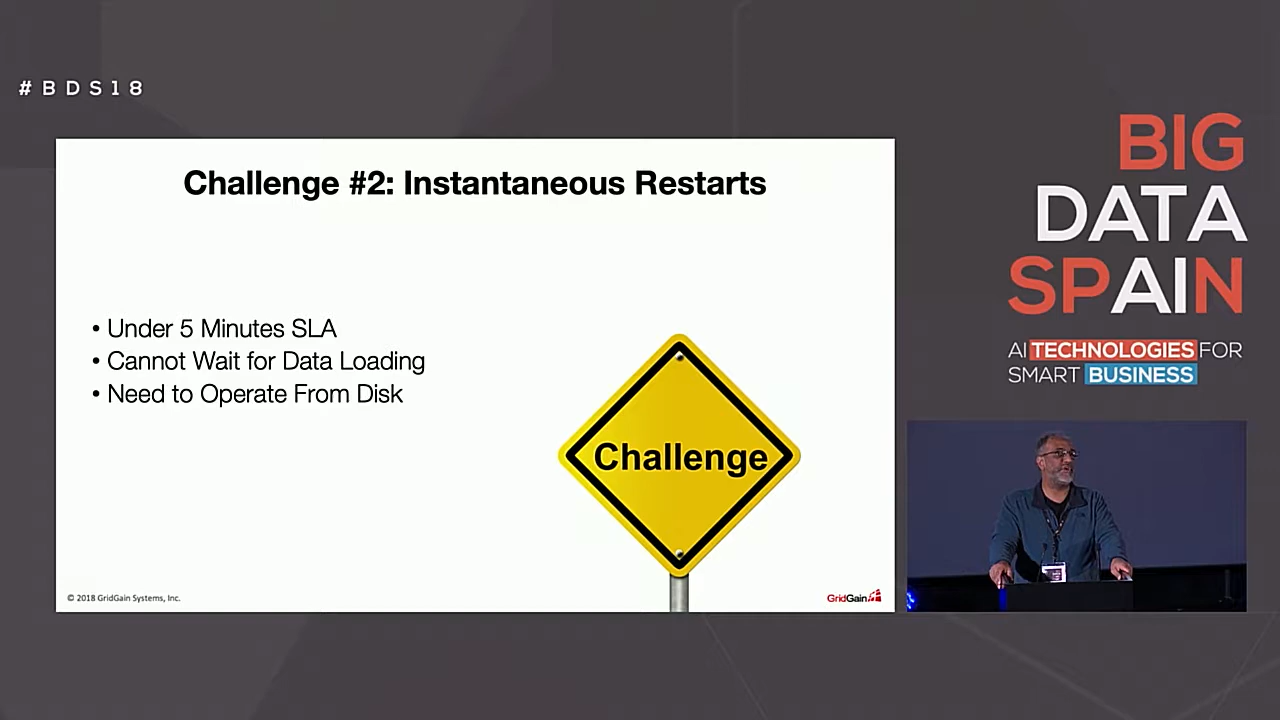 #BDS18
BIG
DATA
SPAIN
AI TECHNOLOGIES FOR
SMART BUSINESS
Challenge #2: Instantaneous Restarts
• Under 5 Minutes SLA
• Cannot Wait for Data Loading
• Need to Operate From Disk
Challenge
© 2018 GridGain Systems, Inc.
GridGain